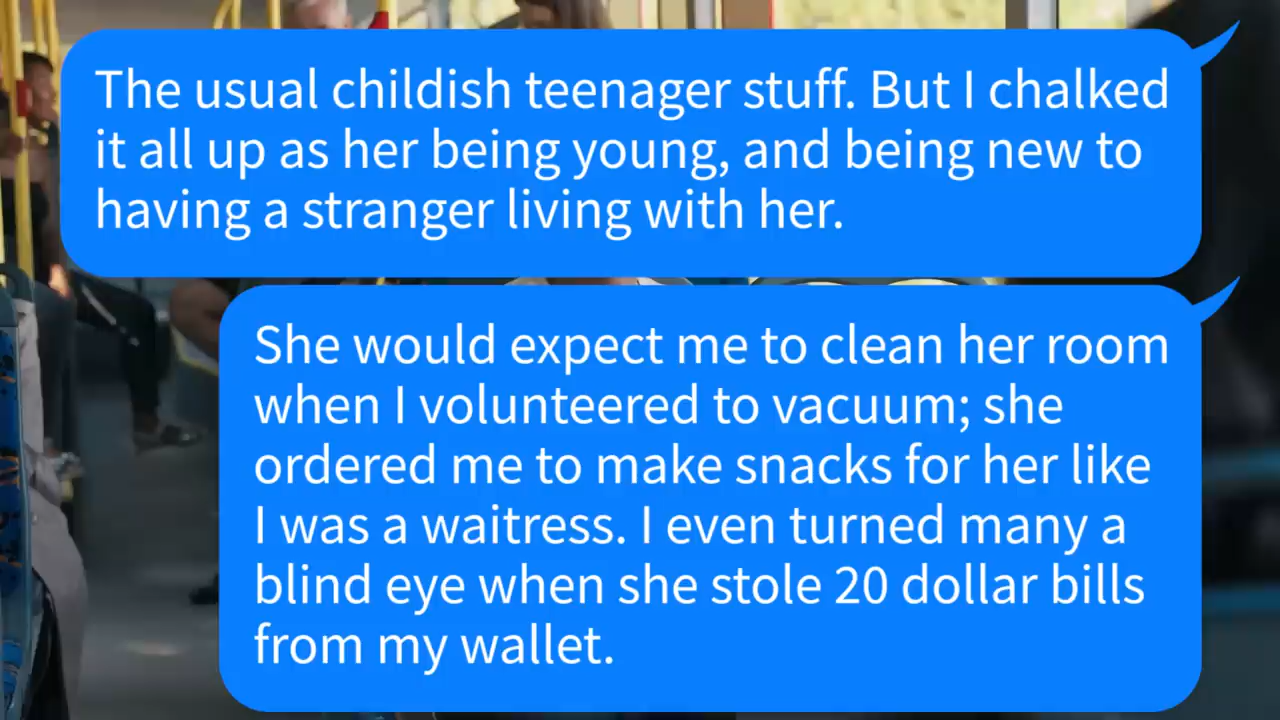 The usual childish teenager stuff. But I chalked
it all up as her being young, and being new to
having a stranger living with her.
She would expect me to clean her room
when I volunteered to vacuum; she
ordered me to make snacks for her like
I was a waitress. I even turned many a
blind eye when she stole 20 dollar bills
from my wallet.